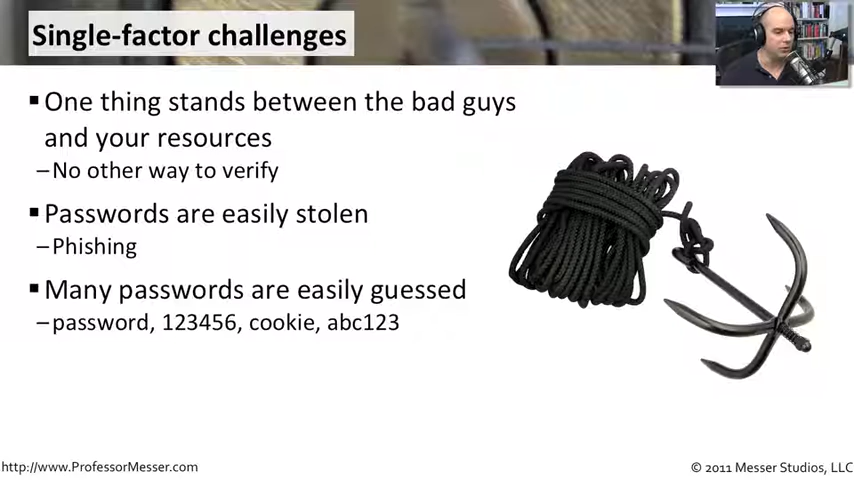 Single-factor challenges
▪ One thing stands between the bad guys
and your resources
– No other way to verify
▪ Passwords are easily stolen
– Phishing
▪ Many passwords are easily guessed
– password, 123456, cookie, abc123
http://www.ProfessorMesser.com
© 2011 Messer Studios, LLC